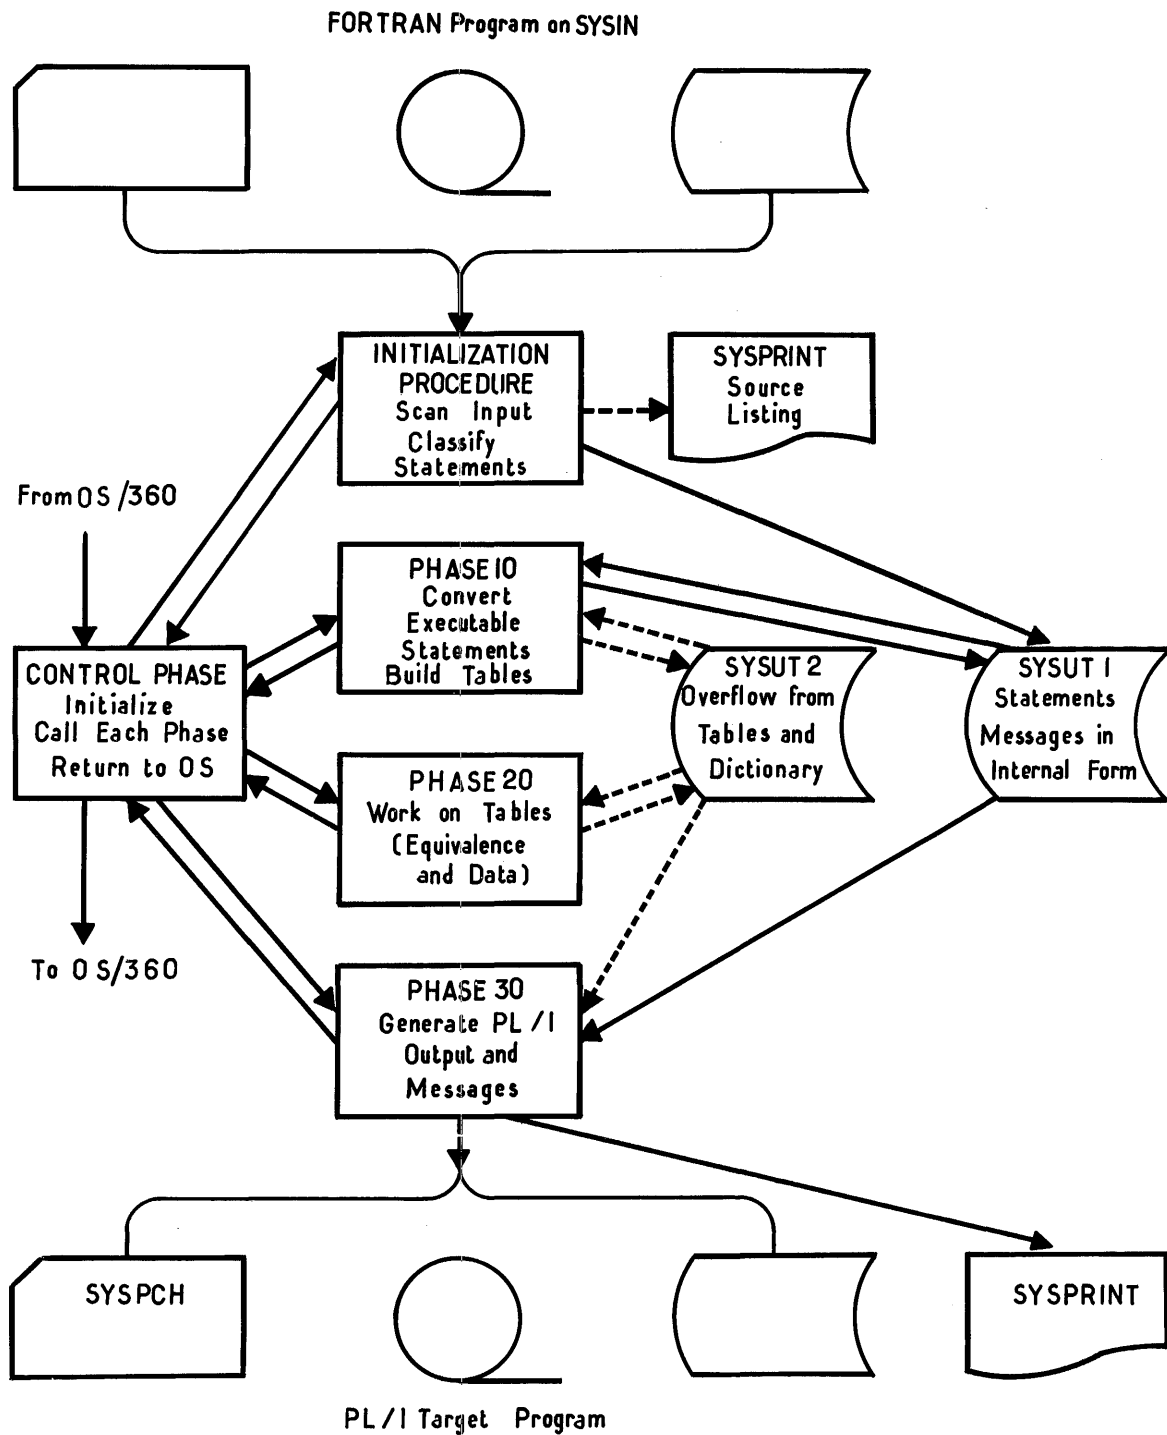 FORTRAN Program on SYSIN
INITIALIZATION
PROCEDURE
Scan Input
Classify
Statements
SYSPRINT
Source
Listing
From OS/360
PHASE 10
Convert
Executable
Statements
Build Tables
CONTROL PHASE
Initialize
Call Each Phase
Return to OS
SYSUT 2
Overflow from
Tables and
Dictionary
SYSUT 1
Statements
Messages in
Internal Form
PHASE 20
Work on Tables
(Equivalence
and Data)
To OS/360
PHASE 30
Generate PL/I
Output and
Messages
SYSPCH
SYSPRINT
PL/I Target Program